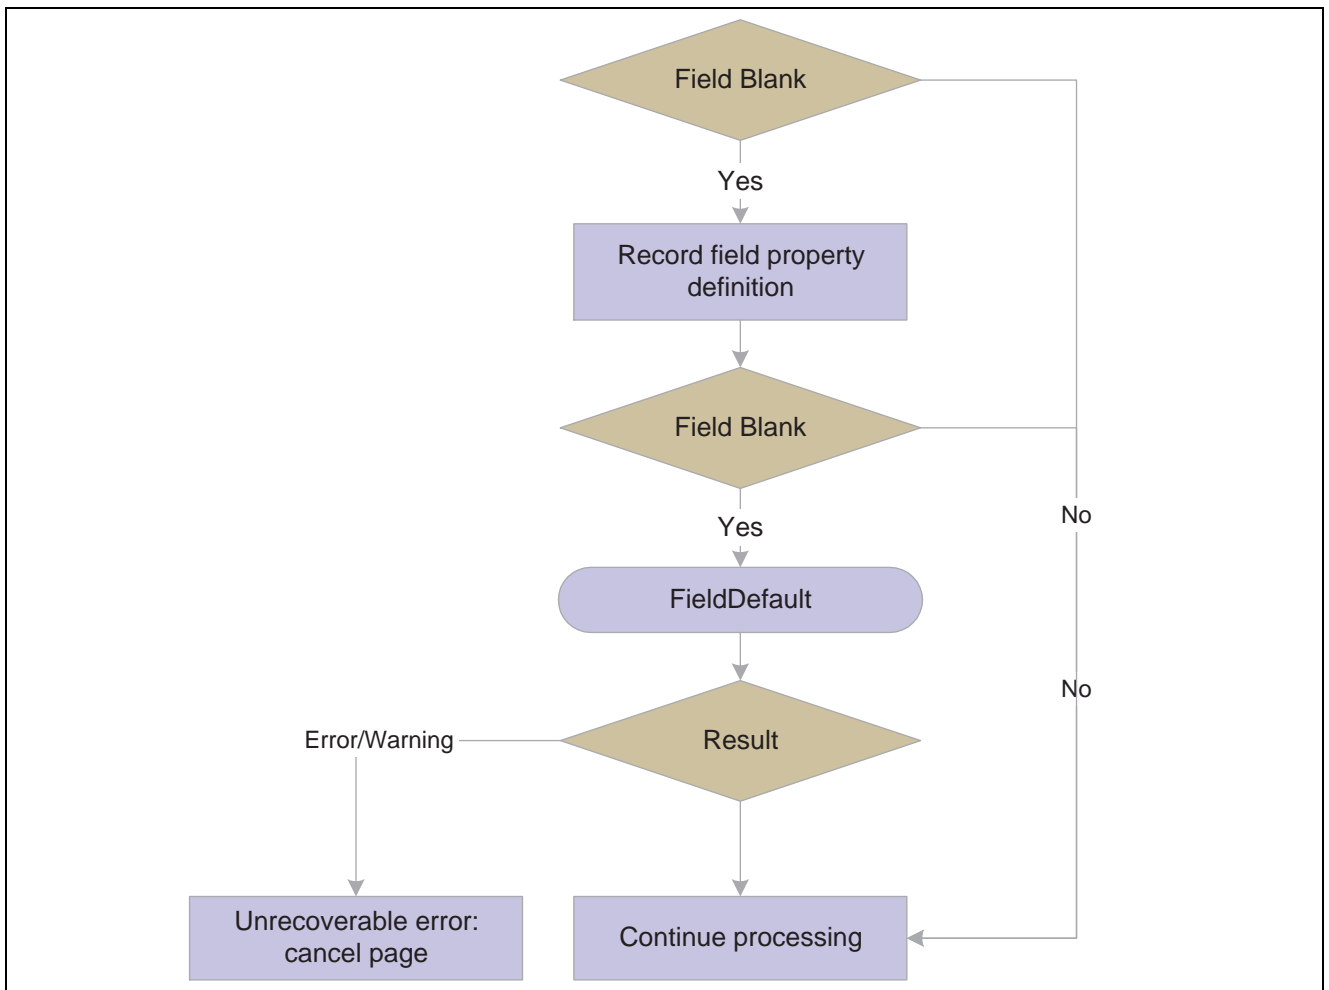 Field Blank
Yes
Record field property
definition
Field Blank
No
Yes
FieldDefault
No
Error/Warning
Result
Unrecoverable error:
cancel page
Continue processing